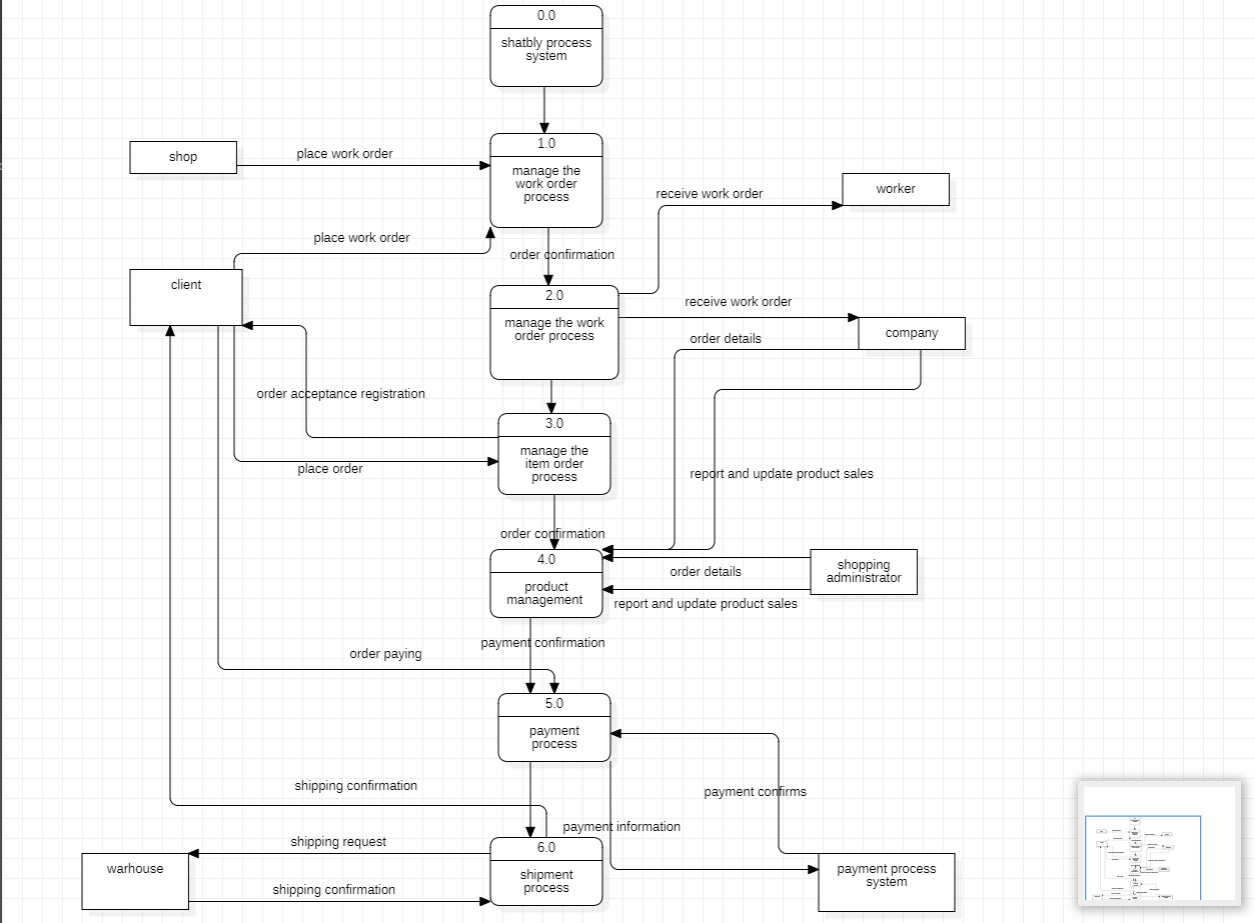 0.0
shatbly process
system
1.0
manage the
work order
process
shop
place work order
receive work order
worker
place work order
order confirmation
client
2.0
manage the work
order process
receive work order
company
order details
order acceptance registration
3.0
manage the
item order
process
place order
report and update product sales
order confirmation
4.0
product
management
order details
shopping
administrator
report and update product sales
payment confirmation
order paying
5.0
payment
process
shipping confirmation
payment confirms
payment information
shipping request
6.0
shipment
process
warhouse
shipping confirmation
payment process
system